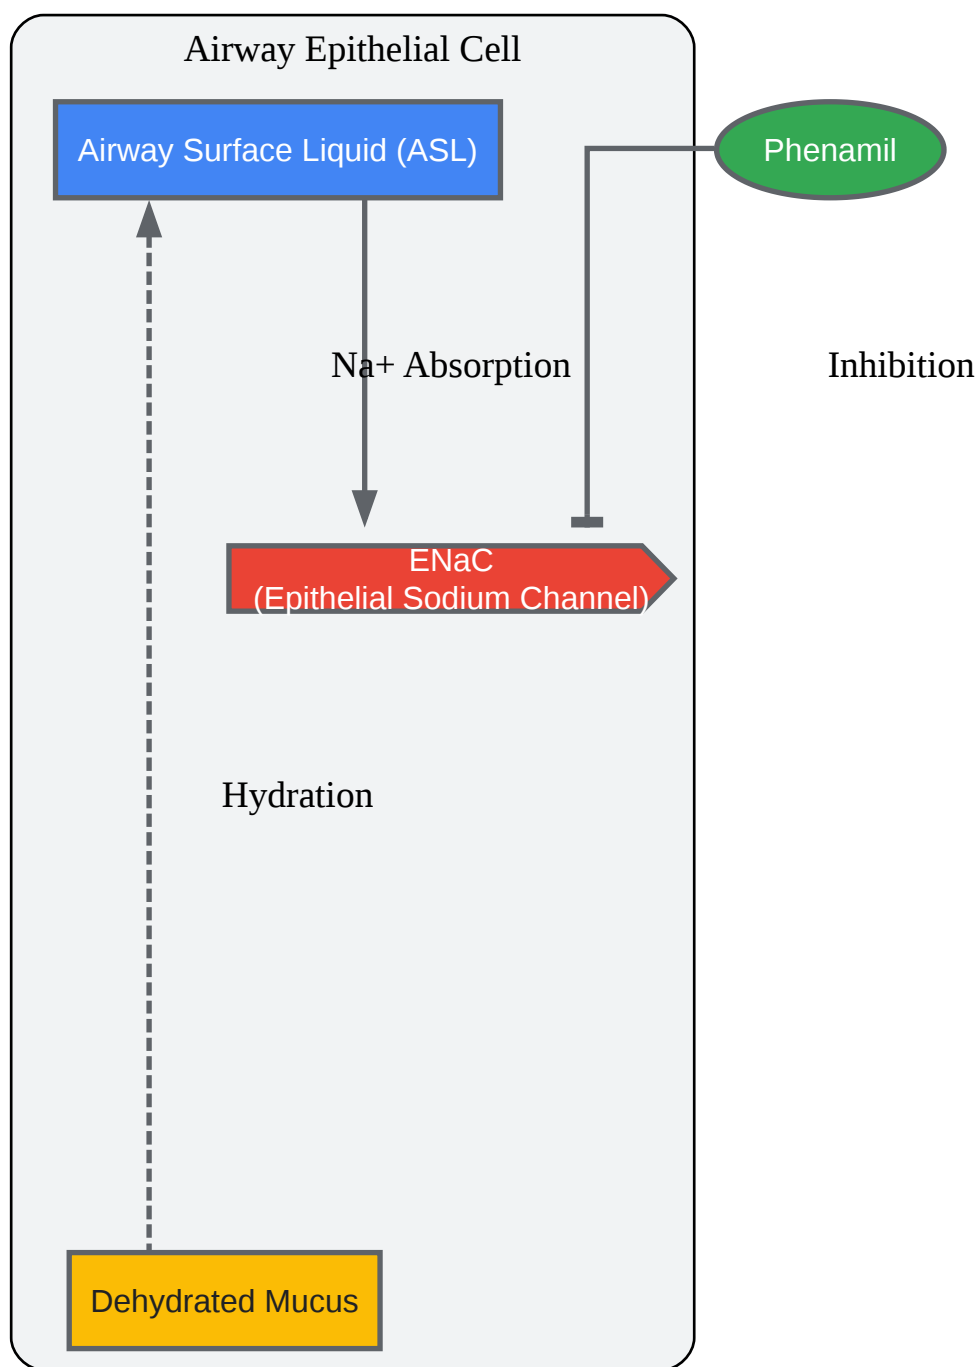 Airway Epithelial Cell
Airway Surface Liquid (ASL)
Phenamil
Na+ Absorption
Inhibition
ENaC
(Epithelial Sodium Channel)
Hydration
Dehydrated Mucus